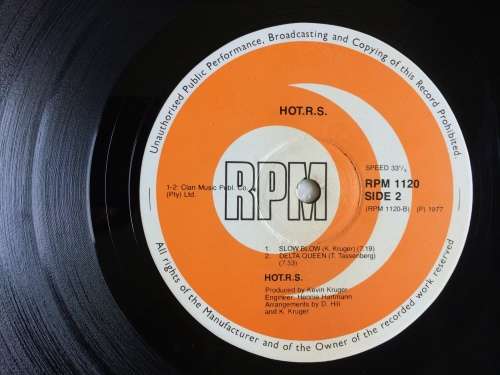 Unauthorised Public Performance, Broadcasting and Copying of this Record Prohibited.
HOT.R.S.
SPEED 33⅓
RPM
RPM 1120
SIDE 2
(RPM 1120-B) (P) 1977
1-2: Clan Music Publ. Co.
(Pty) Ltd.
1. SLOW BLOW (K. Kruger) (7.19)
2. DELTA QUEEN (T. Tassenberg)
(7.53)
HOT.R.S.
Produced by Kevin Kruger
Engineer: Hennie Hartmann
Arrangements by D. Hill
and K. Kruger
All rights of the Manufacturer and of the Owner of the recorded work reserved